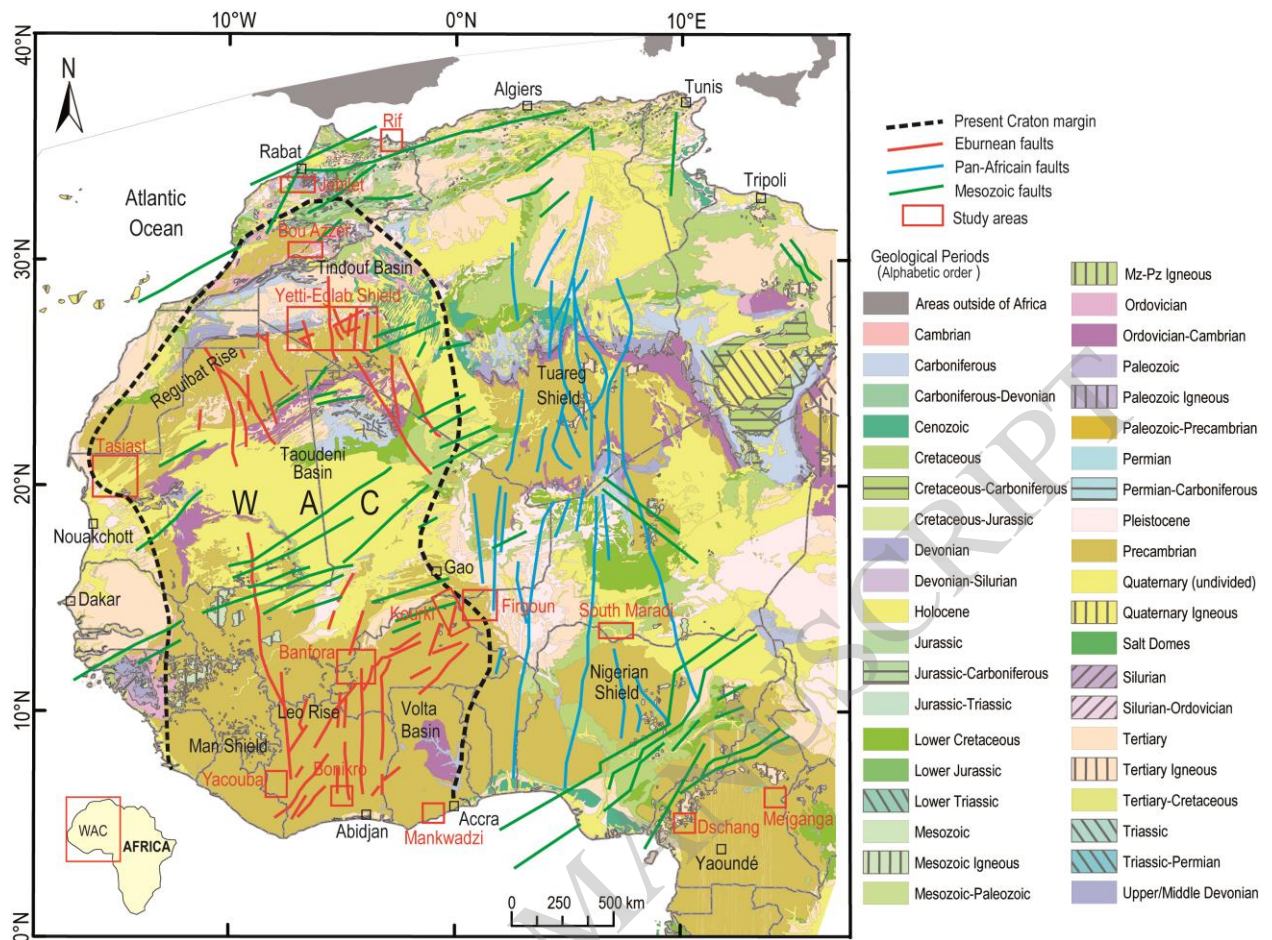 10°W
0°N
10°E
40°N
N
Algiers
Tunis
Rif
Rabat
Jebilet
Tripoli
Atlantic
Ocean
Bou Azzer
30°N
Tindouf Basin
Yetti-Eglab Shield
Reguibat Rise
Tuareg
Shield
Tasiast
Taoudeni
Basin
20°N
W A C
Nouakchott
Gao
Dakar
Kourki
Firgoun
South Maradi
Banfora
Nigerian
Shield
10°N
Leo Rise
Volta
Basin
Man Shield
Yacouba
Bonikro
Accra
Abidjan
Mankwadzi
Dschang
Meiganga
Yaoundé
WAC
AFRICA
0 250 500 km
0°N
Present Craton margin
Eburnean faults
Pan-Africain faults
Mesozoic faults
Study areas
Geological Periods
(Alphabetic order )
Areas outside of Africa
Cambrian
Carboniferous
Carboniferous-Devonian
Cenozoic
Cretaceous
Cretaceous-Carboniferous
Cretaceous-Jurassic
Devonian
Devonian-Silurian
Holocene
Jurassic
Jurassic-Carboniferous
Jurassic-Triassic
Lower Cretaceous
Lower Jurassic
Lower Triassic
Mesozoic
Mesozoic Igneous
Mesozoic-Paleozoic
Mz-Pz Igneous
Ordovician
Ordovician-Cambrian
Paleozoic
Paleozoic Igneous
Paleozoic-Precambrian
Permian
Permian-Carboniferous
Pleistocene
Precambrian
Quaternary (undivided)
Quaternary Igneous
Salt Domes
Silurian
Silurian-Ordovician
Tertiary
Tertiary Igneous
Tertiary-Cretaceous
Triassic
Triassic-Permian
Upper/Middle Devonian
MANUSCRIPT